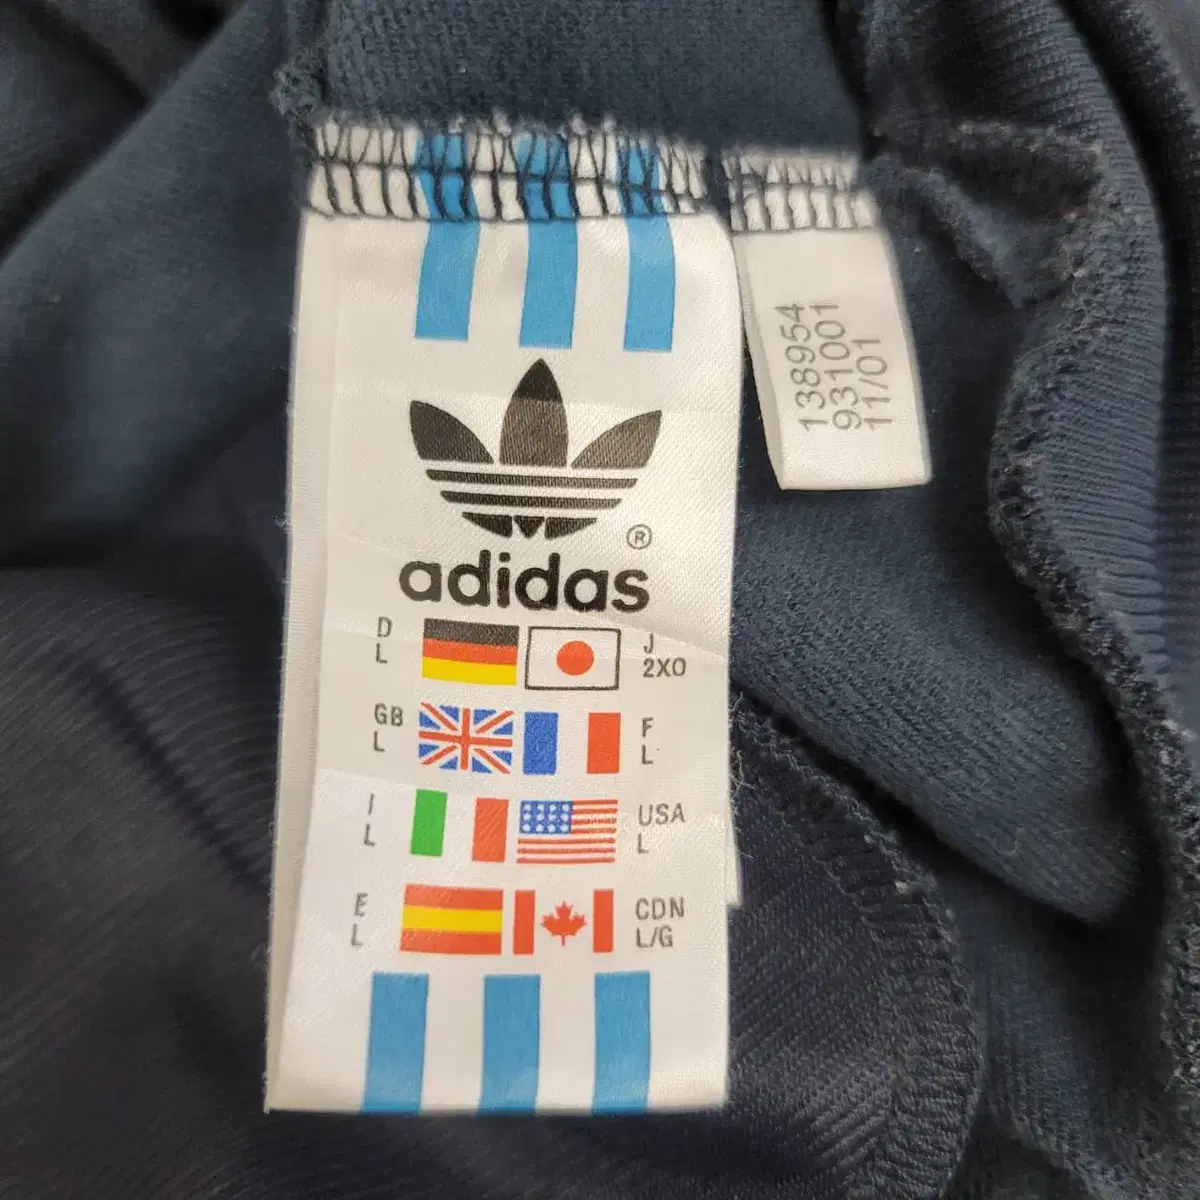 ®
adidas
D
L
J
2XO
GB
L
F
L
I
L
USA
L
E
L
CDN
L/G
138954
931001
11/01